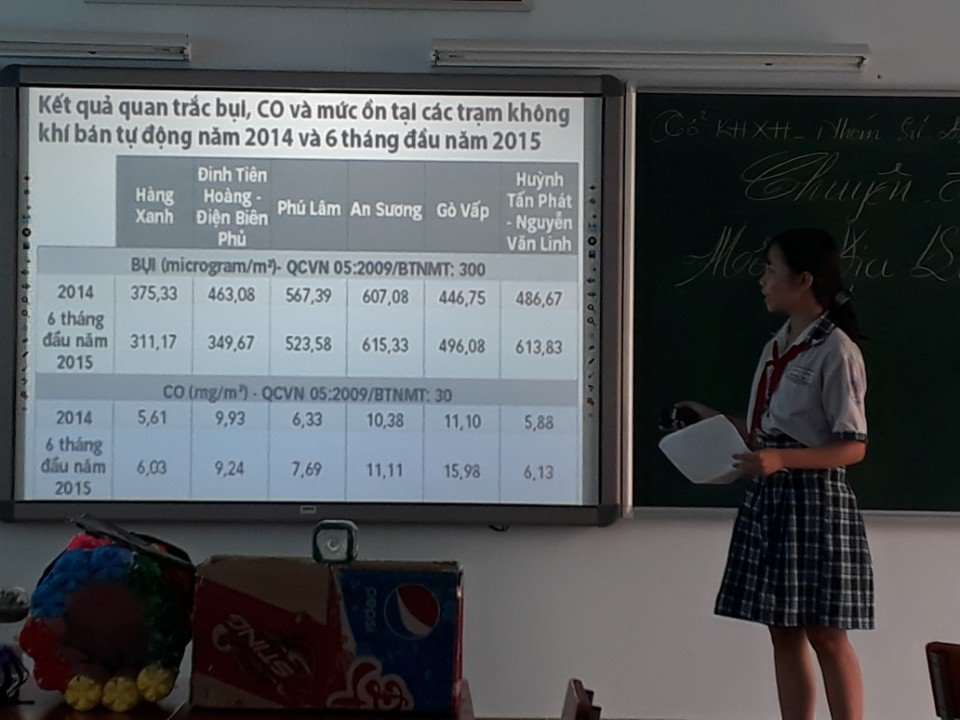 Kết quả quan trắc bụi, CO và mức ồn tại các trạm không
khí bán tự động năm 2014 và 6 tháng đầu năm 2015
Hàng Xanh Đinh Tiên Hoàng - Điện Biên Phủ Phú Lâm An Sương Gò Vấp Huỳnh Tấn Phát - Nguyễn Văn Linh
BỤI (microgram/m³)- QCVN 05:2009/BTNMT: 300
2014 375,33 463,08 567,39 607,08 446,75 486,67
6 tháng đầu năm 2015 311,17 349,67 523,58 615,33 496,08 613,83
CO (mg/m³) - QCVN 05:2009/BTNMT: 30
2014 5,61 9,93 6,33 10,38 11,10 5,88
6 tháng đầu năm 2015 6,03 9,24 7,69 11,11 15,98 6,13
Tổ KHXH - Nhóm Sử
Chuyên
STING
pepsi